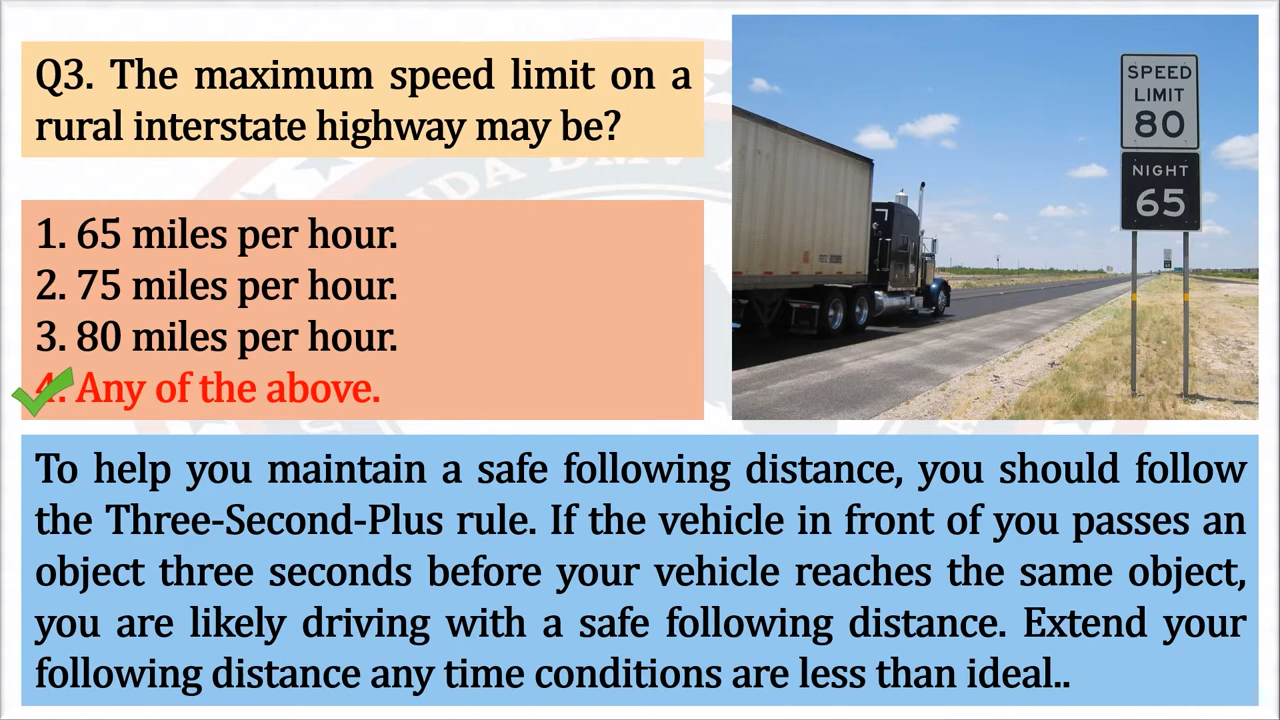 Q3. The maximum speed limit on a
rural interstate highway may be?
1. 65 miles per hour.
2. 75 miles per hour.
3. 80 miles per hour.
4. Any of the above.
SPEED
LIMIT
80
NIGHT
65
To help you maintain a safe following distance, you should follow
the Three-Second-Plus rule. If the vehicle in front of you passes an
object three seconds before your vehicle reaches the same object,
you are likely driving with a safe following distance. Extend your
following distance any time conditions are less than ideal..